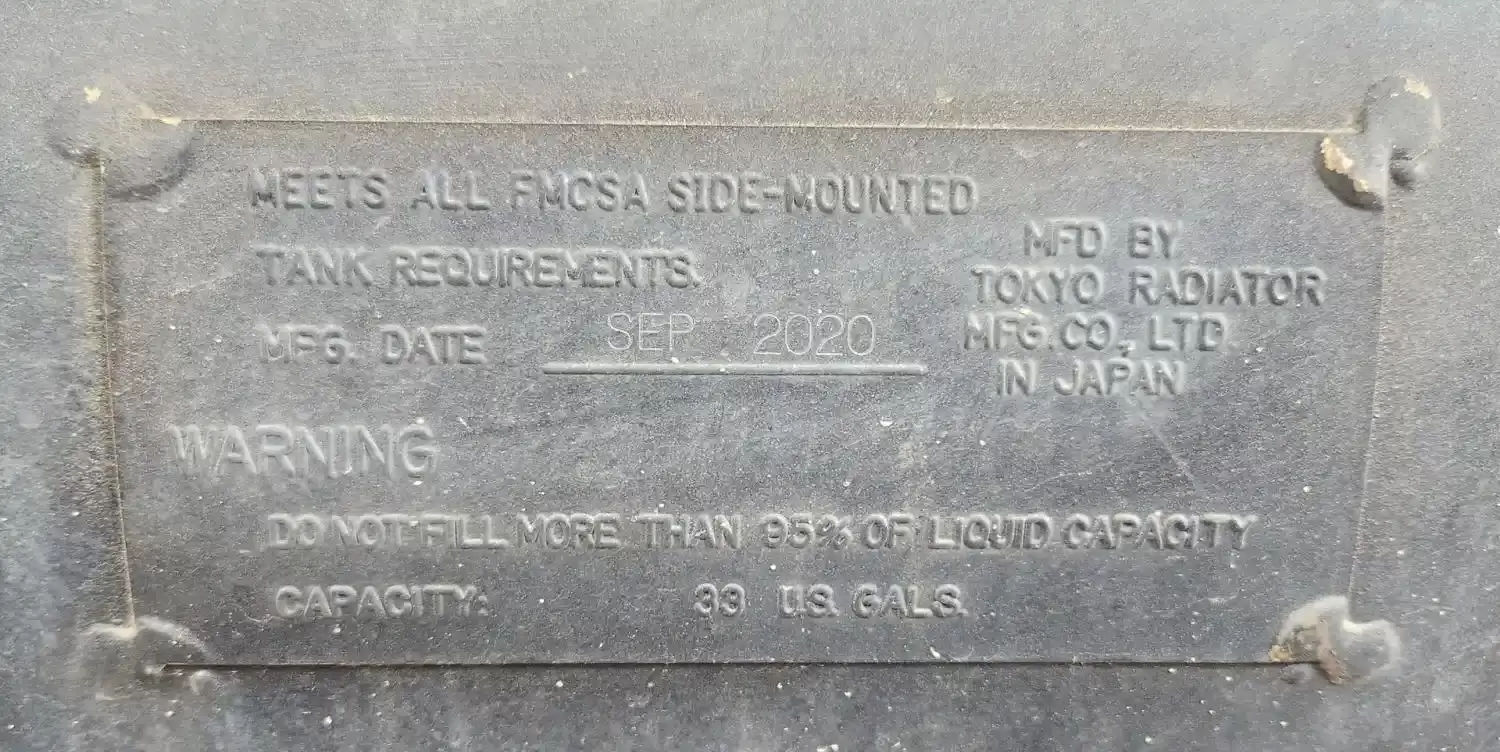 MEETS ALL FMCSA SIDE-MOUNTED
TANK REQUIREMENTS.
MFG. DATE SEP. 2020
MFD BY
TOKYO RADIATOR
MFG.CO., LTD.
IN JAPAN
WARNING
DO NOT FILL MORE THAN 95% OF LIQUID CAPACITY
CAPACITY: 33 U.S. GALS.